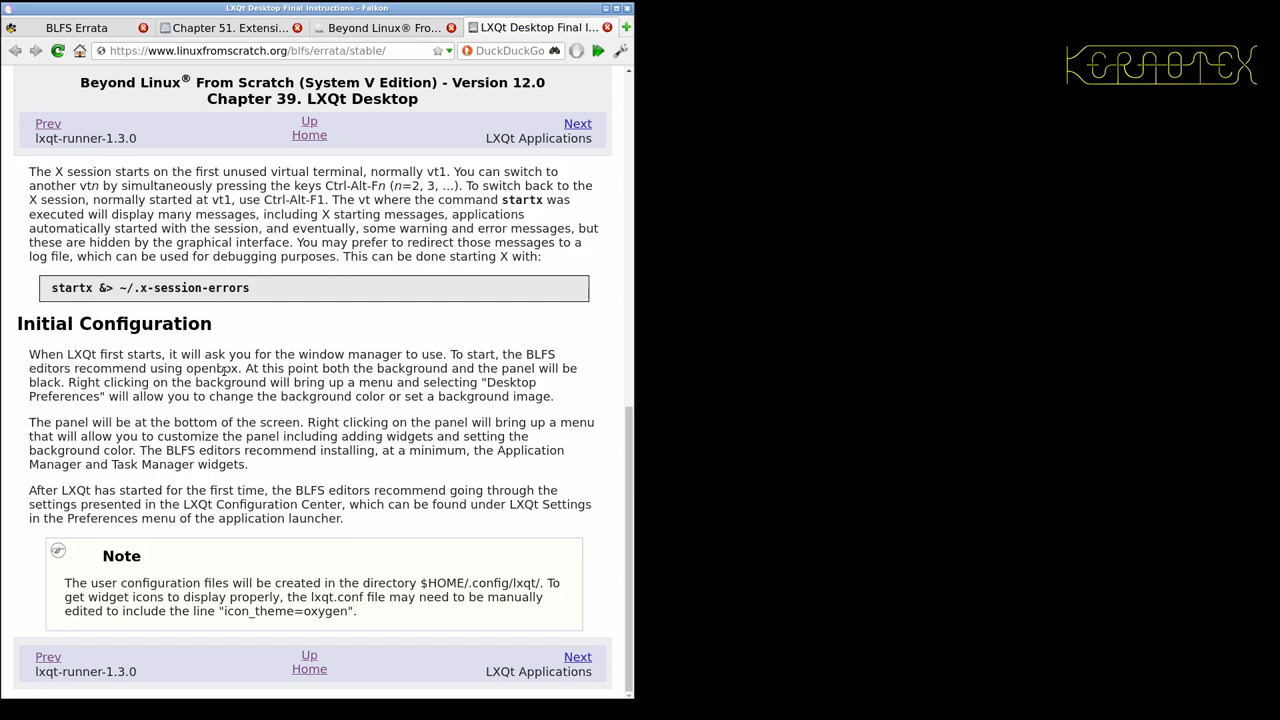 LXQt Desktop Final Instructions - Falkon
BLFS Errata
Chapter 51. Extensi...
Beyond Linux® Fro...
LXQt Desktop Final I...
https://www.linuxfromscratch.org/blfs/errata/stable/
DuckDuckGo
Beyond Linux® From Scratch (System V Edition) - Version 12.0
Chapter 39. LXQt Desktop
Prev Up Next
lxqt-runner-1.3.0 Home LXQt Applications
The X session starts on the first unused virtual terminal, normally vt1. You can switch to
another vtn by simultaneously pressing the keys Ctrl-Alt-Fn (n=2, 3, ...). To switch back to the
X session, normally started at vt1, use Ctrl-Alt-F1. The vt where the command startx was
executed will display many messages, including X starting messages, applications
automatically started with the session, and eventually, some warning and error messages, but
these are hidden by the graphical interface. You may prefer to redirect those messages to a
log file, which can be used for debugging purposes. This can be done starting X with:
startx &> ~/.x-session-errors
Initial Configuration
When LXQt first starts, it will ask you for the window manager to use. To start, the BLFS
editors recommend using openbox. At this point both the background and the panel will be
black. Right clicking on the background will bring up a menu and selecting "Desktop
Preferences" will allow you to change the background color or set a background image.
The panel will be at the bottom of the screen. Right clicking on the panel will bring up a menu
that will allow you to customize the panel including adding widgets and setting the
background color. The BLFS editors recommend installing, at a minimum, the Application
Manager and Task Manager widgets.
After LXQt has started for the first time, the BLFS editors recommend going through the
settings presented in the LXQt Configuration Center, which can be found under LXQt Settings
in the Preferences menu of the application launcher.
Note
The user configuration files will be created in the directory $HOME/.config/lxqt/. To
get widget icons to display properly, the lxqt.conf file may need to be manually
edited to include the line "icon_theme=oxygen".
Prev Up Next
lxqt-runner-1.3.0 Home LXQt Applications